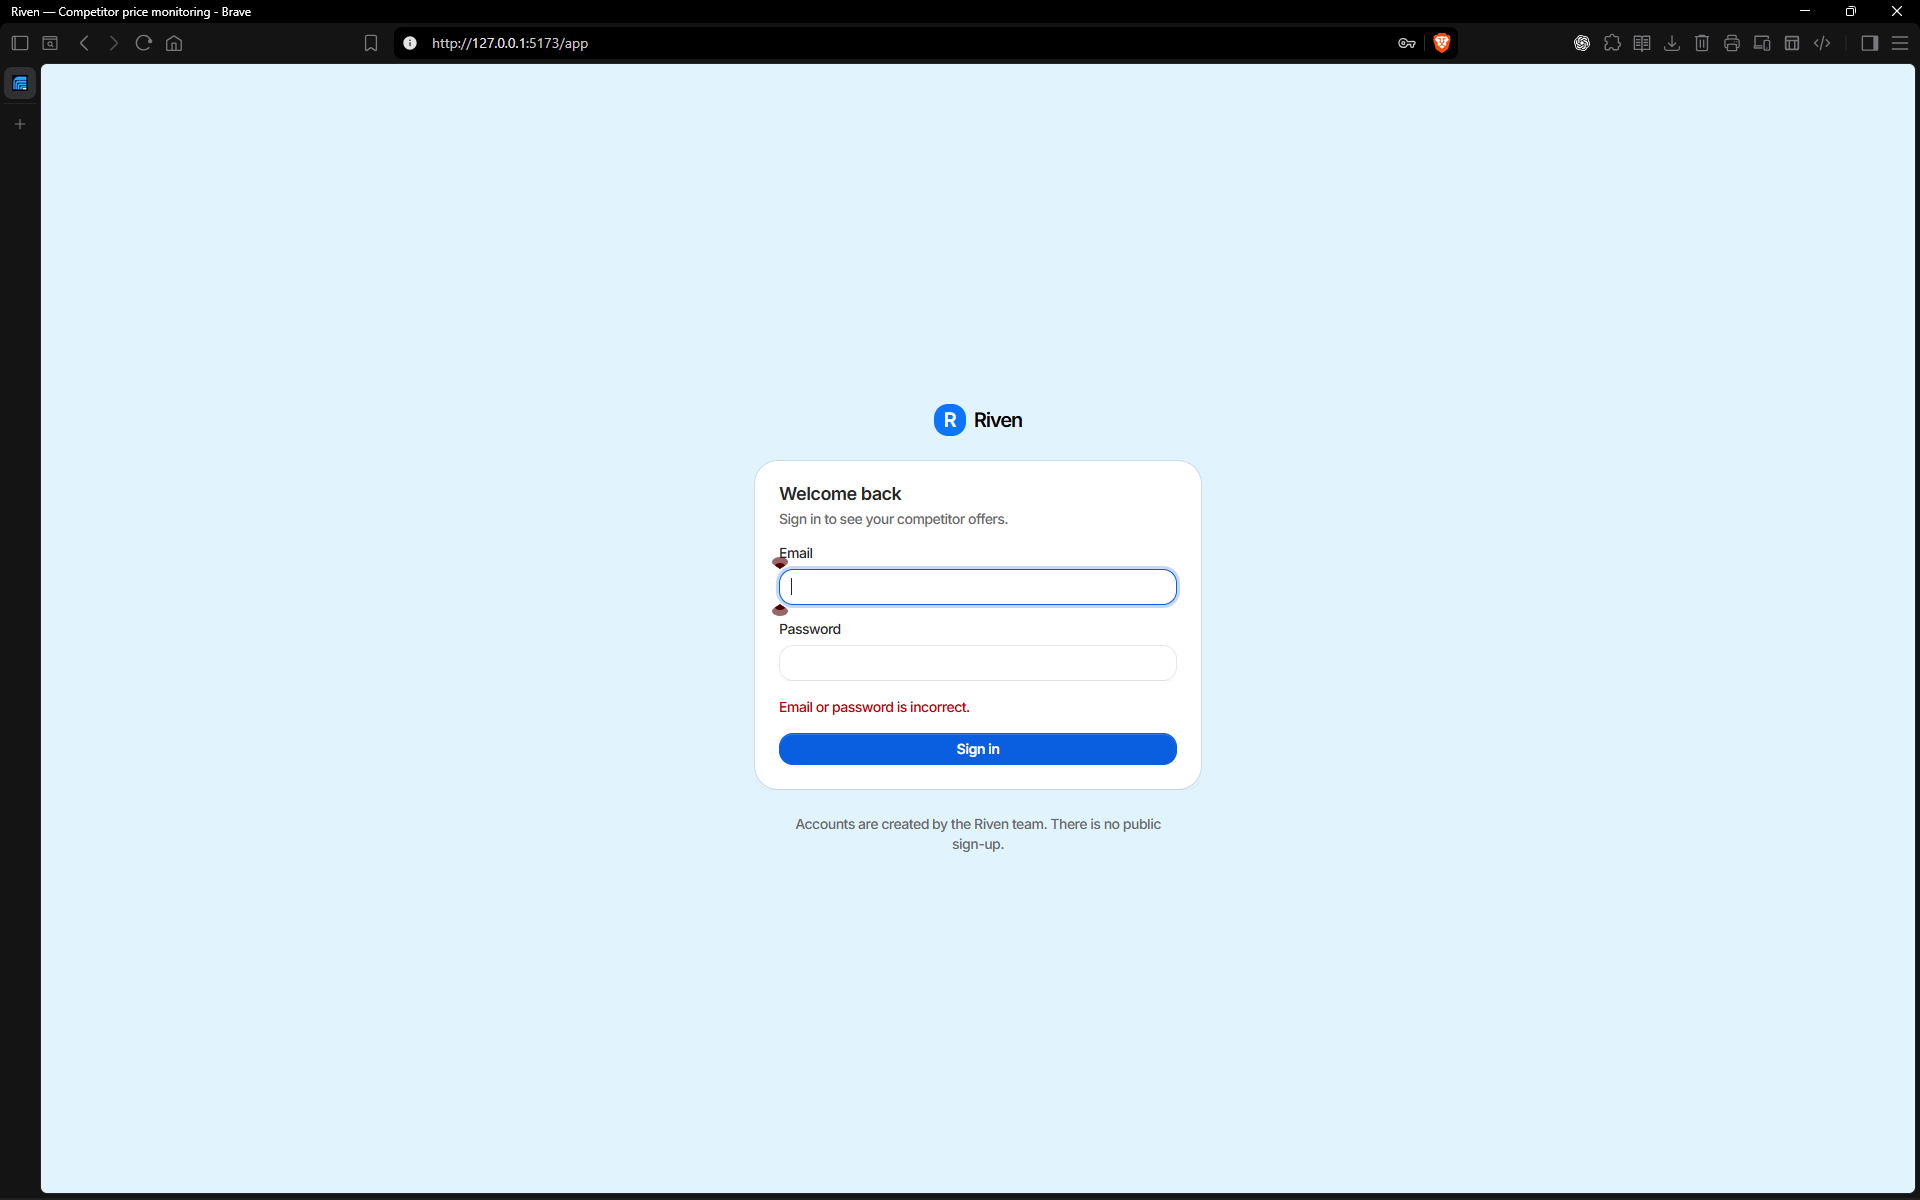 Riven — Competitor price monitoring - Brave
http://127.0.0.1:5173/app
R Riven
Welcome back
Sign in to see your competitor offers.
Email
Password
Email or password is incorrect.
Sign in
Accounts are created by the Riven team. There is no public
sign-up.